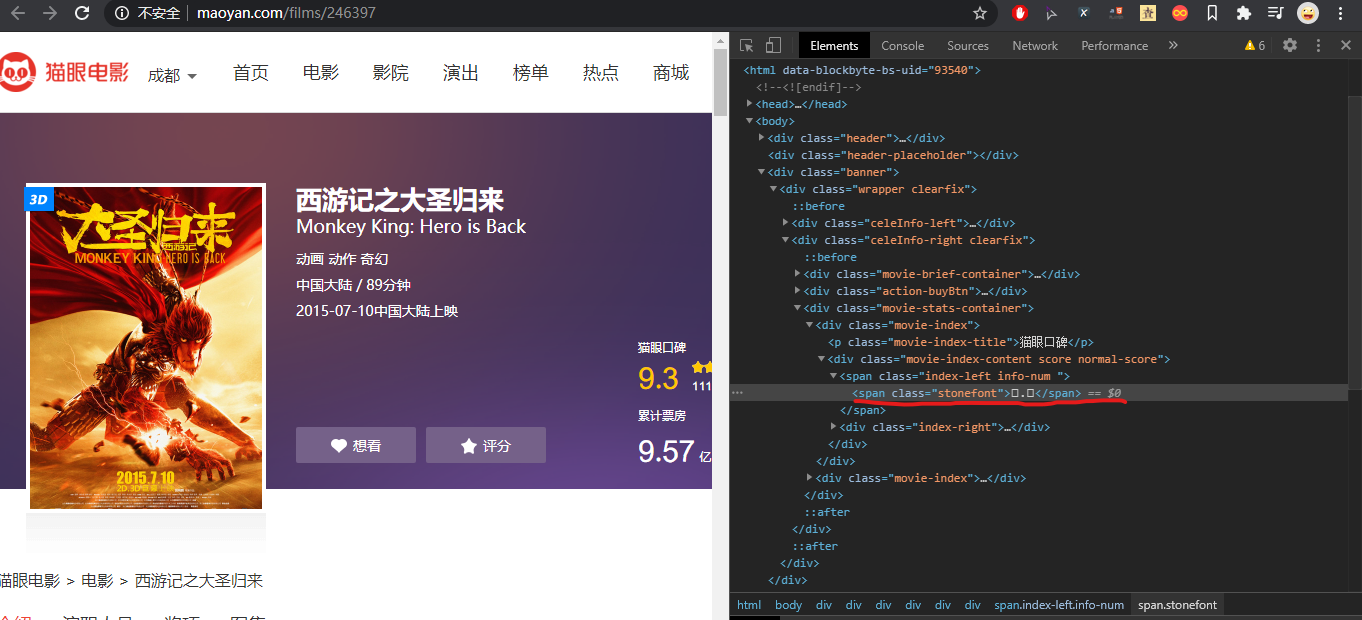 不安全 maoyan.com/films/246397
猫眼电影 成都 首页 电影 影院 演出 榜单 热点 商城
3D
大圣归来
西游记
MONKEY KING HERO IS BACK
2015.7.10
西游记之大圣归来
Monkey King: Hero is Back
动画 动作 奇幻
中国大陆 / 89分钟
2015-07-10中国大陆上映
猫眼口碑
9.3
111
累计票房
9.57 亿
想看 评分
猫眼电影 > 电影 > 西游记之大圣归来
Elements Console Sources Network Performance » 6
<html data-blockbyte-bs-uid="93540">
<!--<![endif]-->
<head>…</head>
<body>
<div class="header">…</div>
<div class="header-placeholder"></div>
<div class="banner">
<div class="wrapper clearfix">
::before
<div class="celeInfo-left">…</div>
<div class="celeInfo-right clearfix">
::before
<div class="movie-brief-container">…</div>
<div class="action-buyBtn">…</div>
<div class="movie-stats-container">
<div class="movie-index">
<p class="movie-index-title">猫眼口碑</p>
<div class="movie-index-content score normal-score">
<span class="index-left info-num ">
<span class="stonefont">□.□</span> == $0
</span>
<div class="index-right">…</div>
</div>
</div>
<div class="movie-index">…</div>
</div>
::after
</div>
::after
</div>
</div>
html body div div div div div div span.index-left.info-num span.stonefont